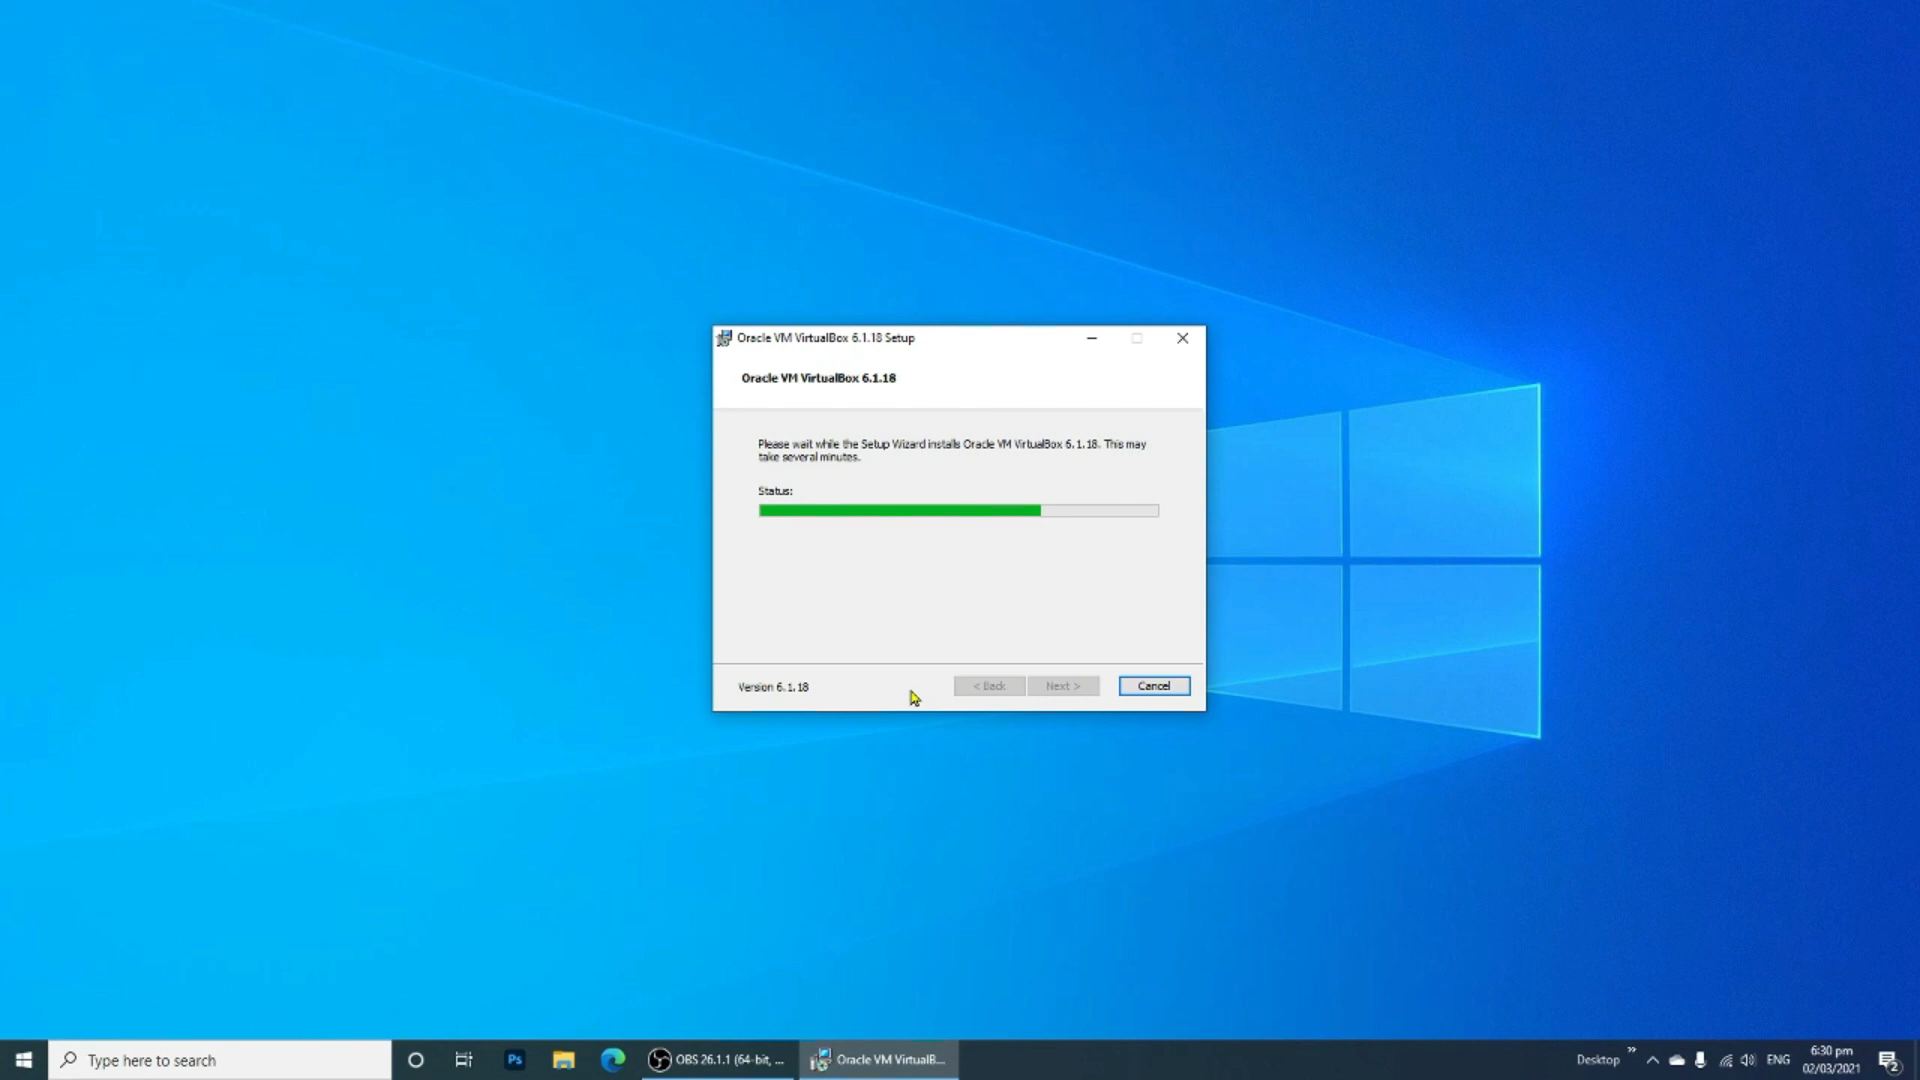 Oracle VM VirtualBox 6.1.18 Setup
Oracle VM VirtualBox 6.1.18
Please wait while the Setup Wizard installs Oracle VM VirtualBox 6.1.18. This may
take several minutes.
Status:
Version 6.1.18
< Back
Next >
Cancel
Type here to search
Ps
OBS 26.1.1 (64-bit, ...
Oracle VM VirtualB...
Desktop
ENG
6:30 pm
02/03/2021
2